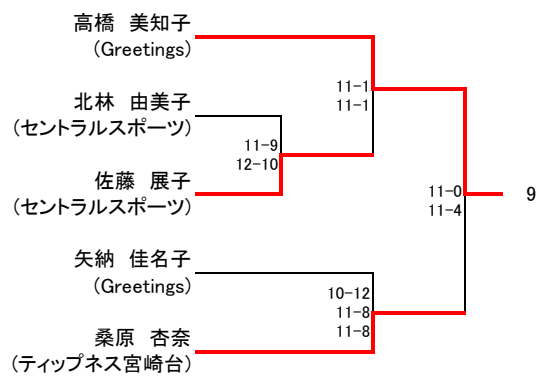 高橋 美知子
(Greetings)
11-1
11-1
北林 由美子
(セントラルスポーツ)
11-9
12-10
佐藤 展子
(セントラルスポーツ)
11-0
11-4
9
矢納 佳名子
(Greetings)
10-12
11-8
11-8
桑原 杏奈
(ティップネス宮崎台)